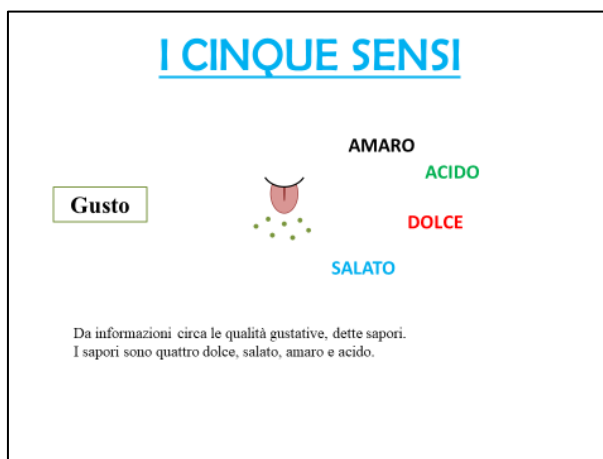 I CINQUE SENSI
AMARO
ACIDO
Gusto
DOLCE
SALATO
Da informazioni circa le qualità gustative, dette sapori.
I sapori sono quattro dolce, salato, amaro e acido.